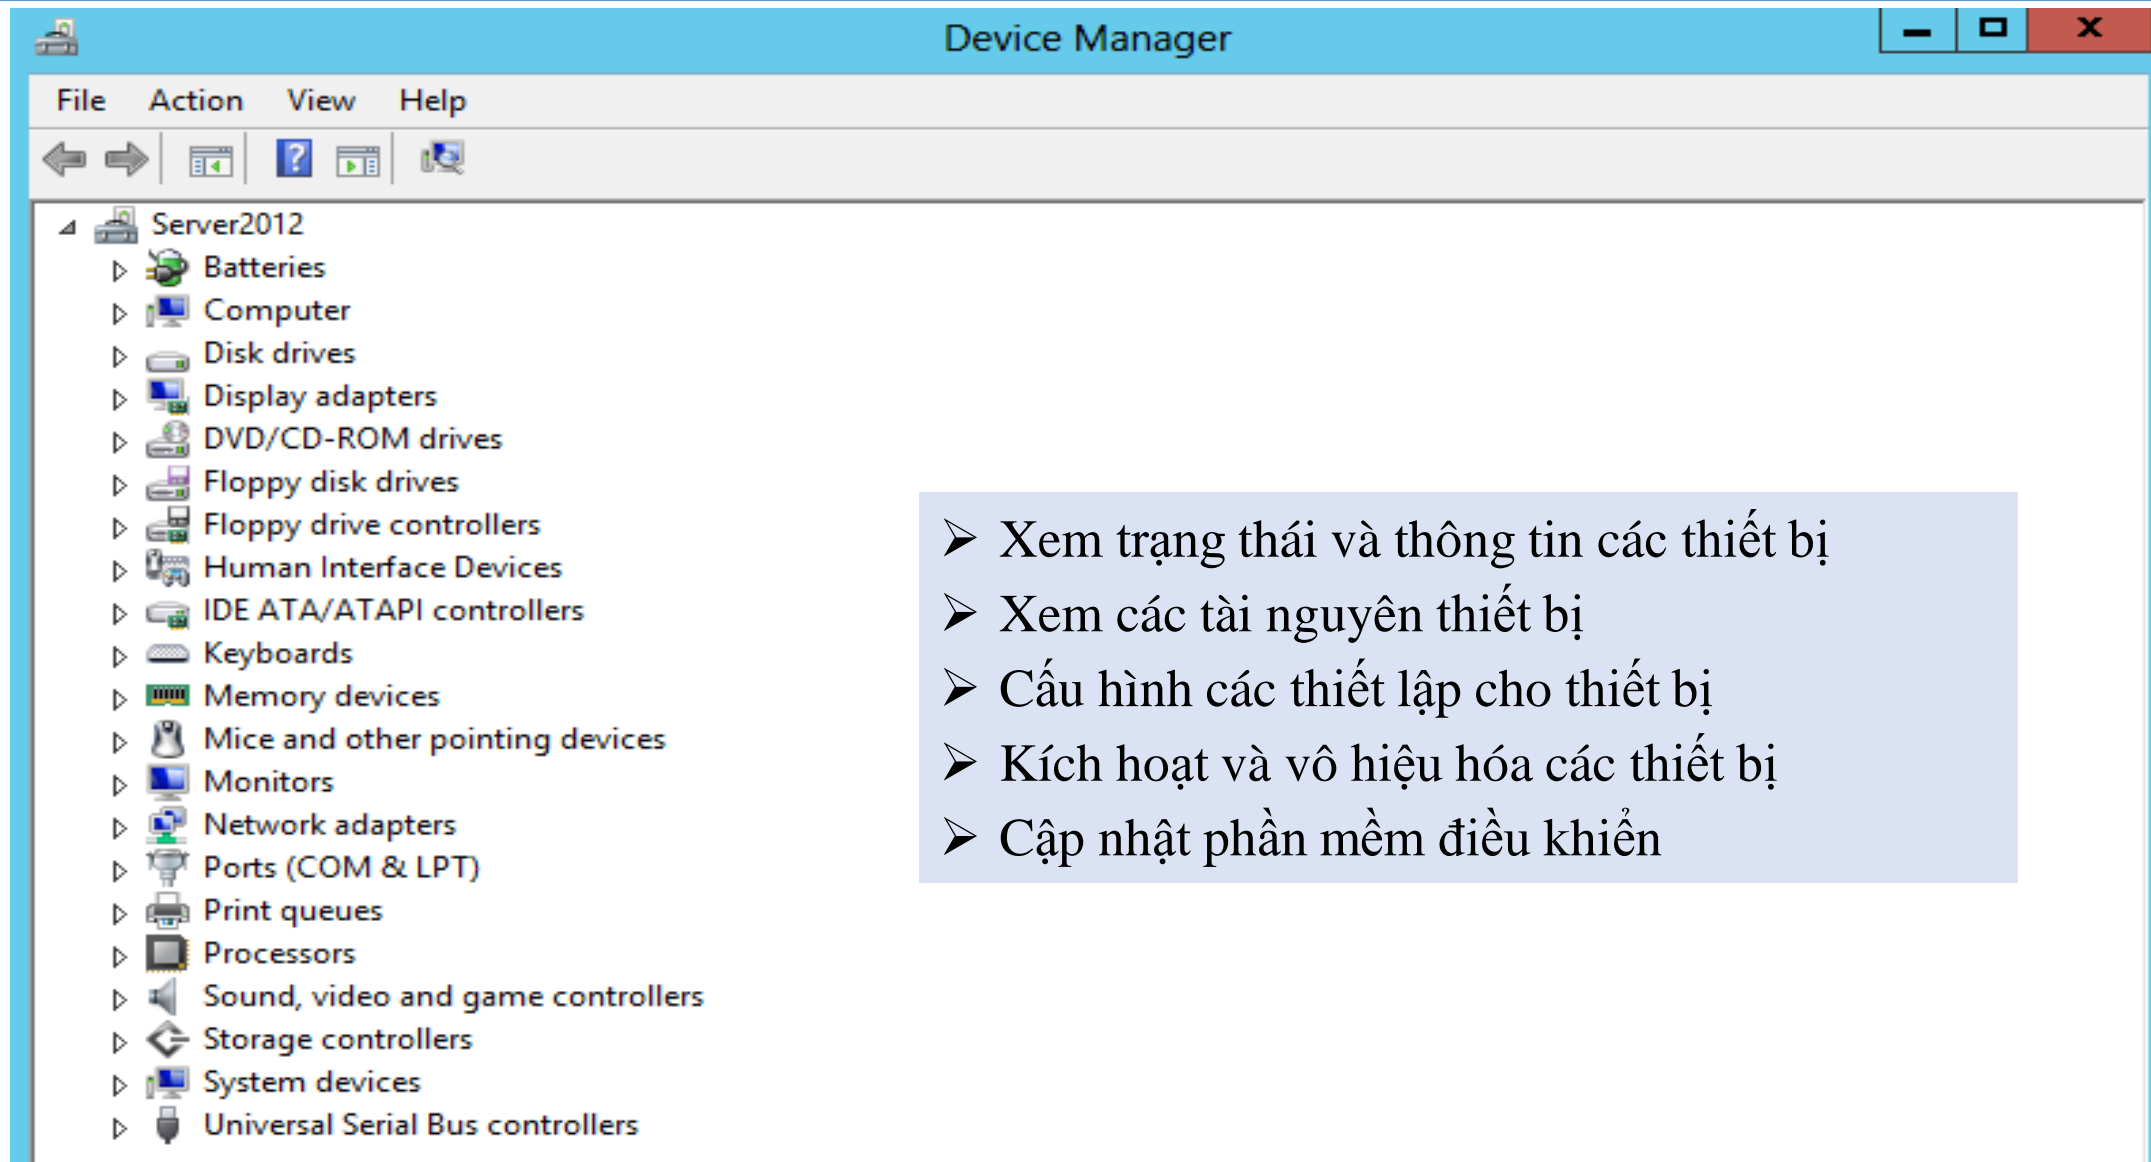 Device Manager
File Action View Help
Server2012
Batteries
Computer
Disk drives
Display adapters
DVD/CD-ROM drives
Floppy disk drives
Floppy drive controllers
Human Interface Devices
IDE ATA/ATAPI controllers
Keyboards
Memory devices
Mice and other pointing devices
Monitors
Network adapters
Ports (COM & LPT)
Print queues
Processors
Sound, video and game controllers
Storage controllers
System devices
Universal Serial Bus controllers
➢ Xem trạng thái và thông tin các thiết bị
➢ Xem các tài nguyên thiết bị
➢ Cấu hình các thiết lập cho thiết bị
➢ Kích hoạt và vô hiệu hóa các thiết bị
➢ Cập nhật phần mềm điều khiển